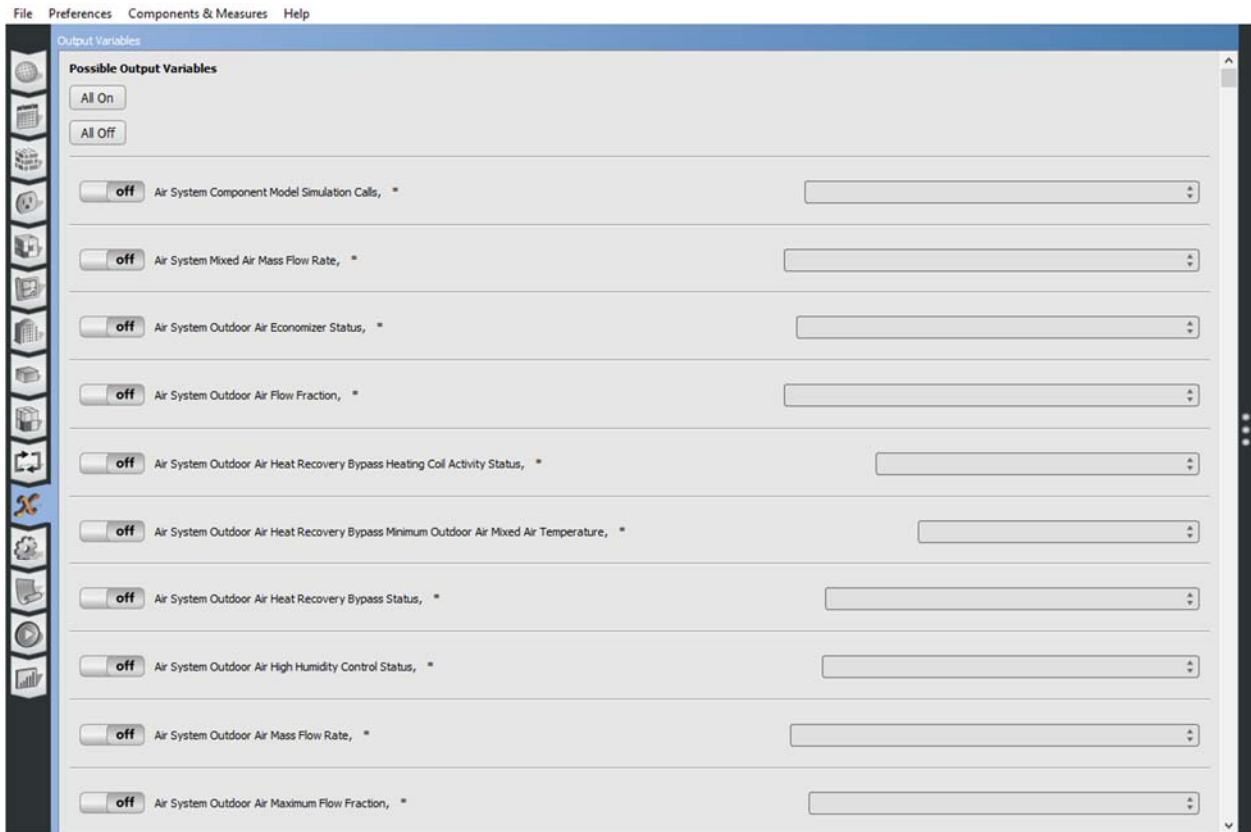 File Preferences Components & Measures Help
Output Variables
Possible Output Variables
All On
All Off
off Air System Component Model Simulation Calls, *
off Air System Mixed Air Mass Flow Rate, *
off Air System Outdoor Air Economizer Status, *
off Air System Outdoor Air Flow Fraction, *
off Air System Outdoor Air Heat Recovery Bypass Heating Coil Activity Status, *
off Air System Outdoor Air Heat Recovery Bypass Minimum Outdoor Air Mixed Air Temperature, *
off Air System Outdoor Air Heat Recovery Bypass Status, *
off Air System Outdoor Air High Humidity Control Status, *
off Air System Outdoor Air Mass Flow Rate, *
off Air System Outdoor Air Maximum Flow Fraction, *